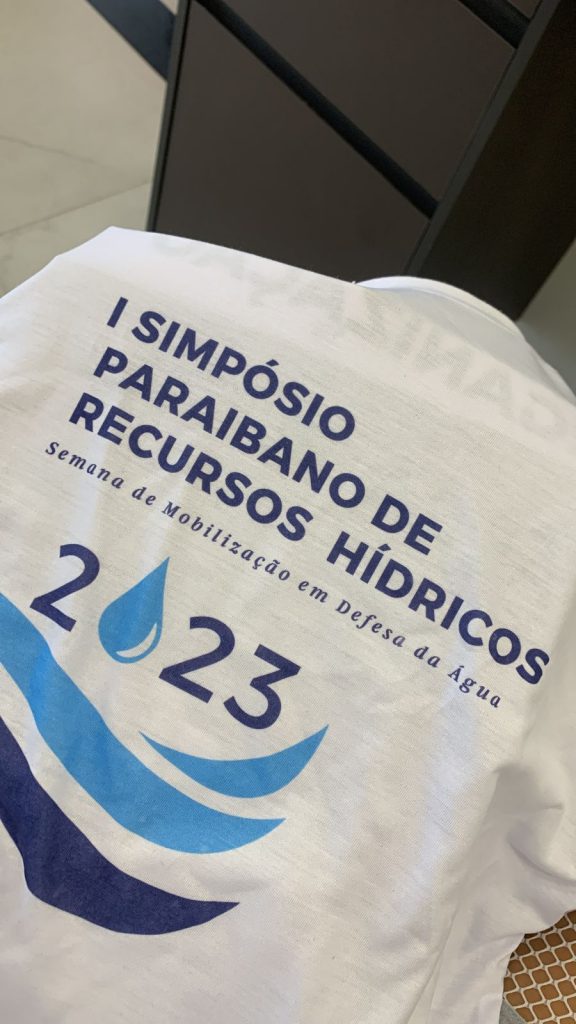 I SIMPÓSIO
PARAIBANO DE
RECURSOS HÍDRICOS
Semana de Mobilização em Defesa da Água
2023